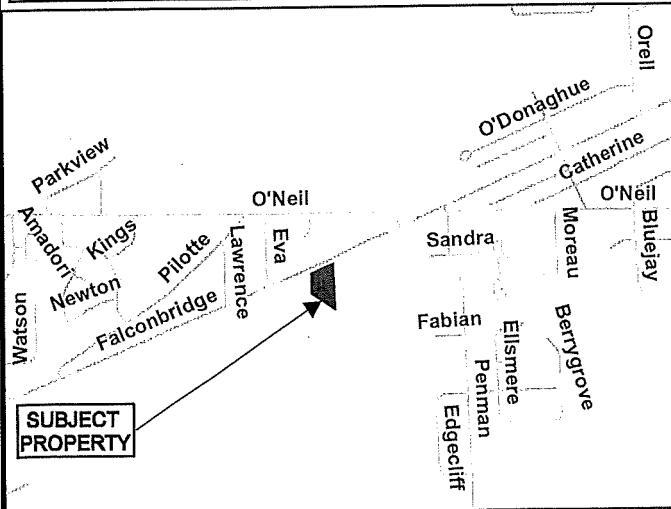 Orell
O'Donaghue
Catherine
Parkview
O'Neil
O'Neil
Amadori
Kings
Pilotte
Lawrence
Eva
Sandra
Moreau
Bluejay
Newton
Watson
Falconbridge
Fabian
Ellsmere
Berrygrove
Penman
Edgecliff
SUBJECT
PROPERTY